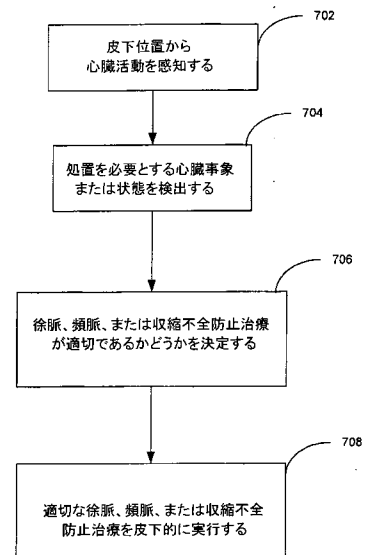 702
皮下位置から
心臓活動を感知する
704
処置を必要とする心臓事象
または状態を検出する
706
徐脈、頻脈、または収縮不全防止治療
が適切であるかどうかを決定する
708
適切な徐脈、頻脈、または収縮不全
防止治療を皮下的に実行する